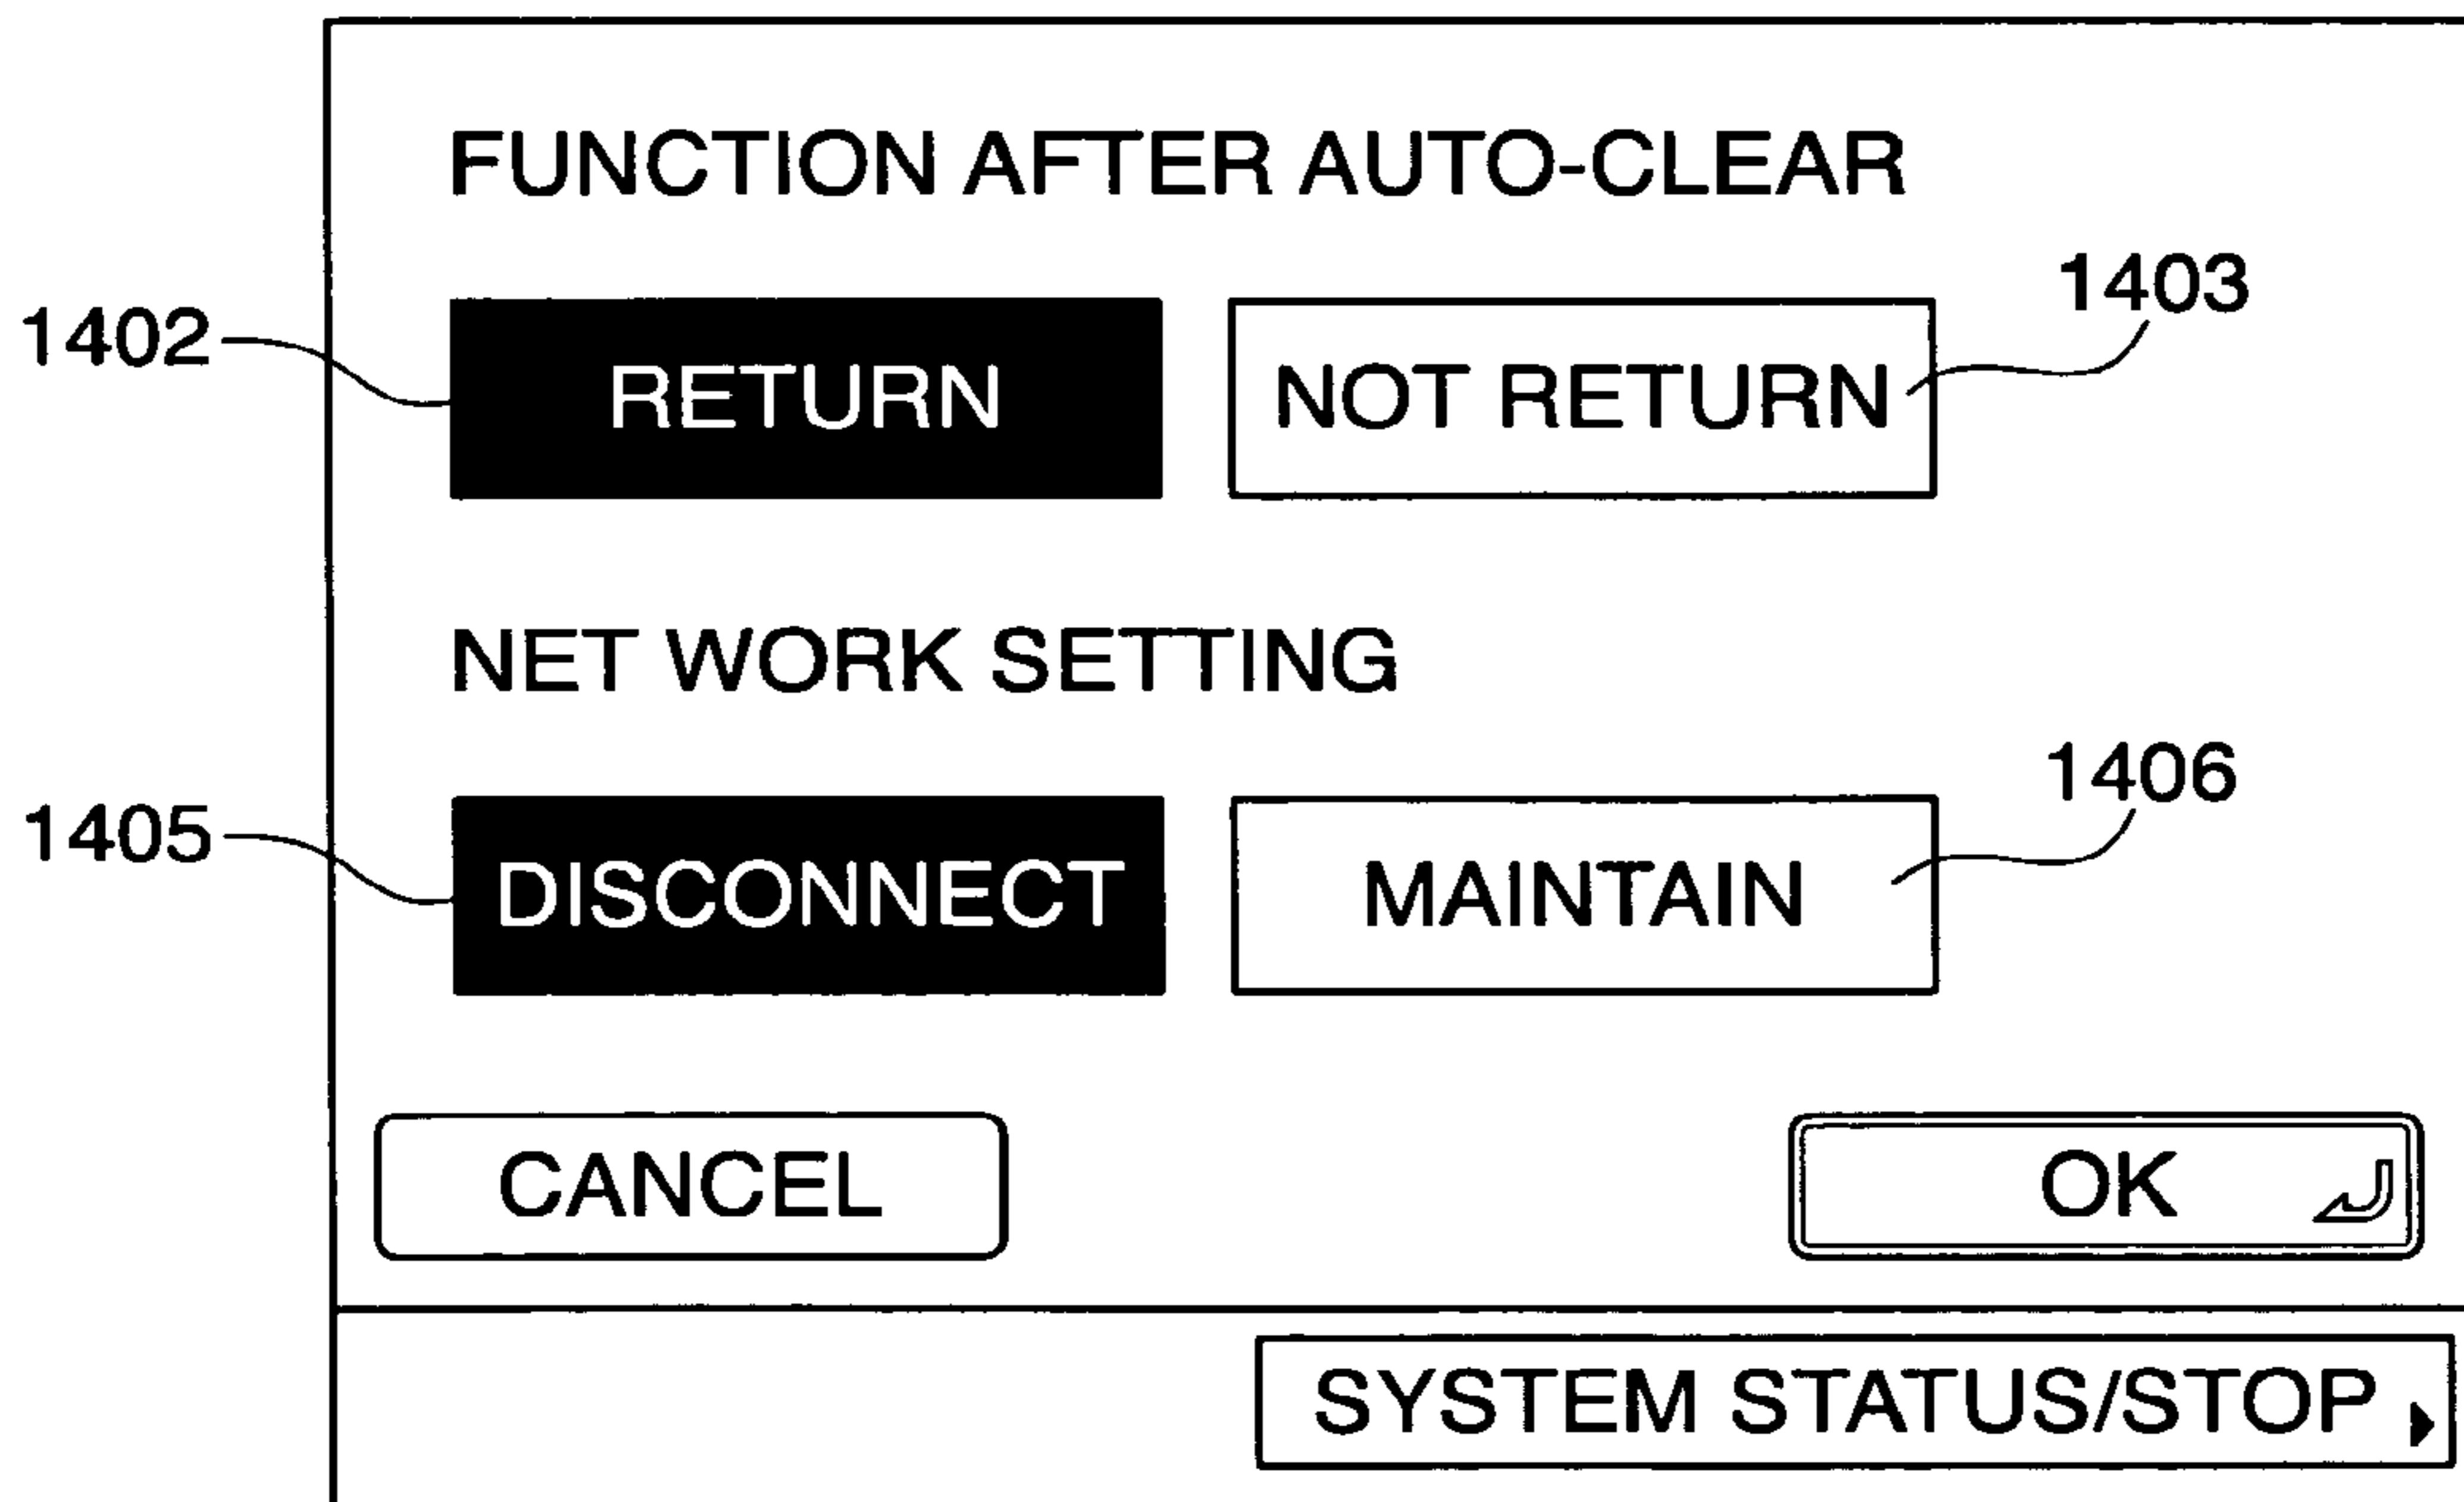 FUNCTION AFTER AUTO-CLEAR
1403
1402
RETURN
NOT RETURN
NET WORK SETTING
1406
1405
DISCONNECT
MAINTAIN
CANCEL
OK
SYSTEM STATUS/STOP